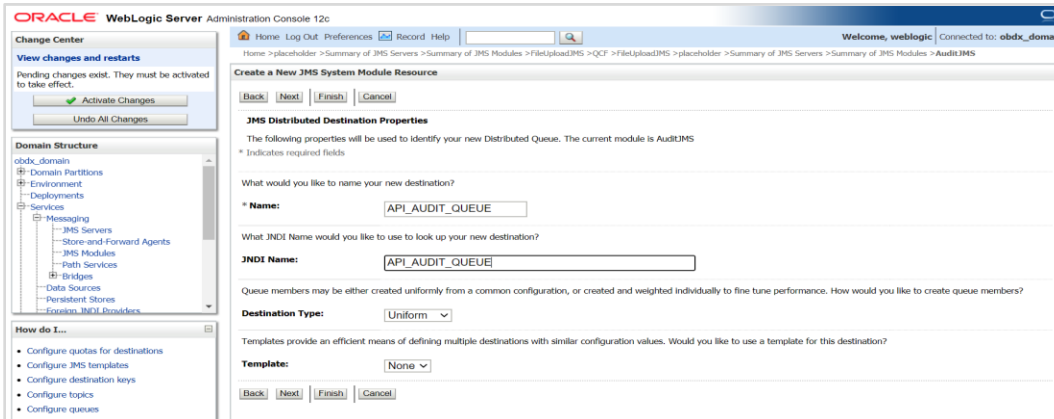 ORACLE WebLogic Server Administration Console 12c
Change Center
View changes and restarts
Pending changes exist. They must be activated
to take effect.
Activate Changes
Undo All Changes
Domain Structure
obdx_domain
Domain Partitions
Environment
Deployments
Services
Messaging
JMS Servers
Store-and-Forward Agents
JMS Modules
Path Services
Bridges
Data Sources
Persistent Stores
Foreign JNDI Providers
How do I...
Configure quotas for destinations
Configure JMS templates
Configure destination keys
Configure topics
Configure queues
Home Log Out Preferences Record Help
Welcome, weblogic Connected to: obdx_doma
Home >placeholder >Summary of JMS Servers >Summary of JMS Modules >FileUploadJMS >QCF >FileUploadJMS >placeholder >Summary of JMS Servers >Summary of JMS Modules >AuditJMS
Create a New JMS System Module Resource
Back Next Finish Cancel
JMS Distributed Destination Properties
The following properties will be used to identify your new Distributed Queue. The current module is AuditJMS
* Indicates required fields
What would you like to name your new destination?
* Name: API_AUDIT_QUEUE
What JNDI Name would you like to use to look up your new destination?
JNDI Name: API_AUDIT_QUEUE
Queue members may be either created uniformly from a common configuration, or created and weighted individually to fine tune performance. How would you like to create queue members?
Destination Type: Uniform
Templates provide an efficient means of defining multiple destinations with similar configuration values. Would you like to use a template for this destination?
Template: None
Back Next Finish Cancel